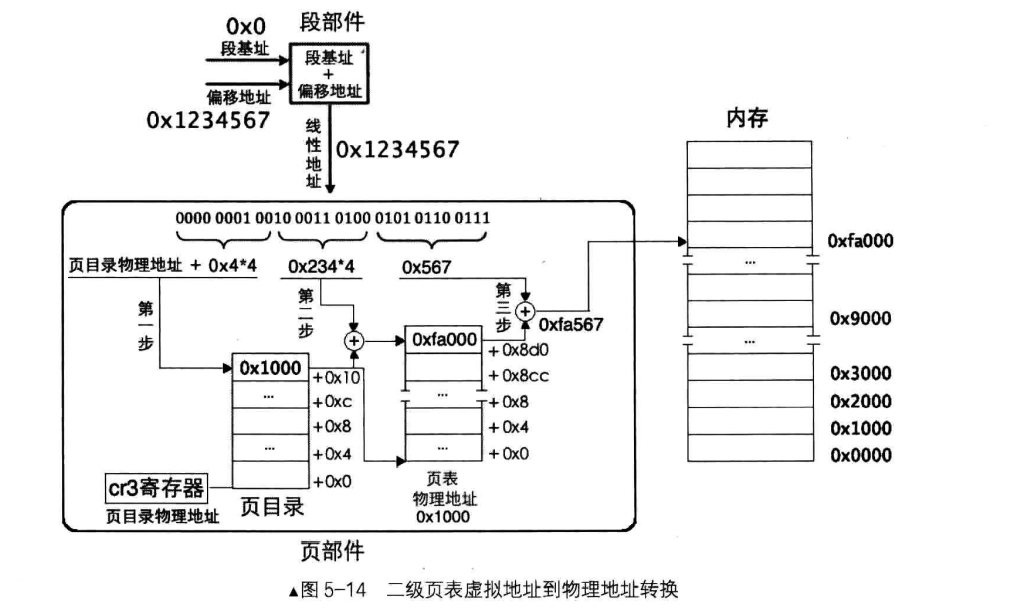 段部件
0x0
段基址
段基址
+
偏移地址
偏移地址
0x1234567
线性地址
0x1234567
内存
0000 0001 0010 0011 0100 0101 0110 0111
页目录物理地址 + 0x4*4
0x234*4
0x567
第一步
第二步
第三步
+
+
0xfa567
0x1000
...
...
+0x10
+0xc
+0x8
+0x4
+0x0
页目录
cr3寄存器
页目录物理地址
0xfa000
...
...
+0x8d0
+0x8cc
+0x8
+0x4
+0x0
页表
物理地址
0x1000
...
...
0xfa000
0x9000
0x3000
0x2000
0x1000
0x0000
页部件
▲图 5-14 二级页表虚拟地址到物理地址转换